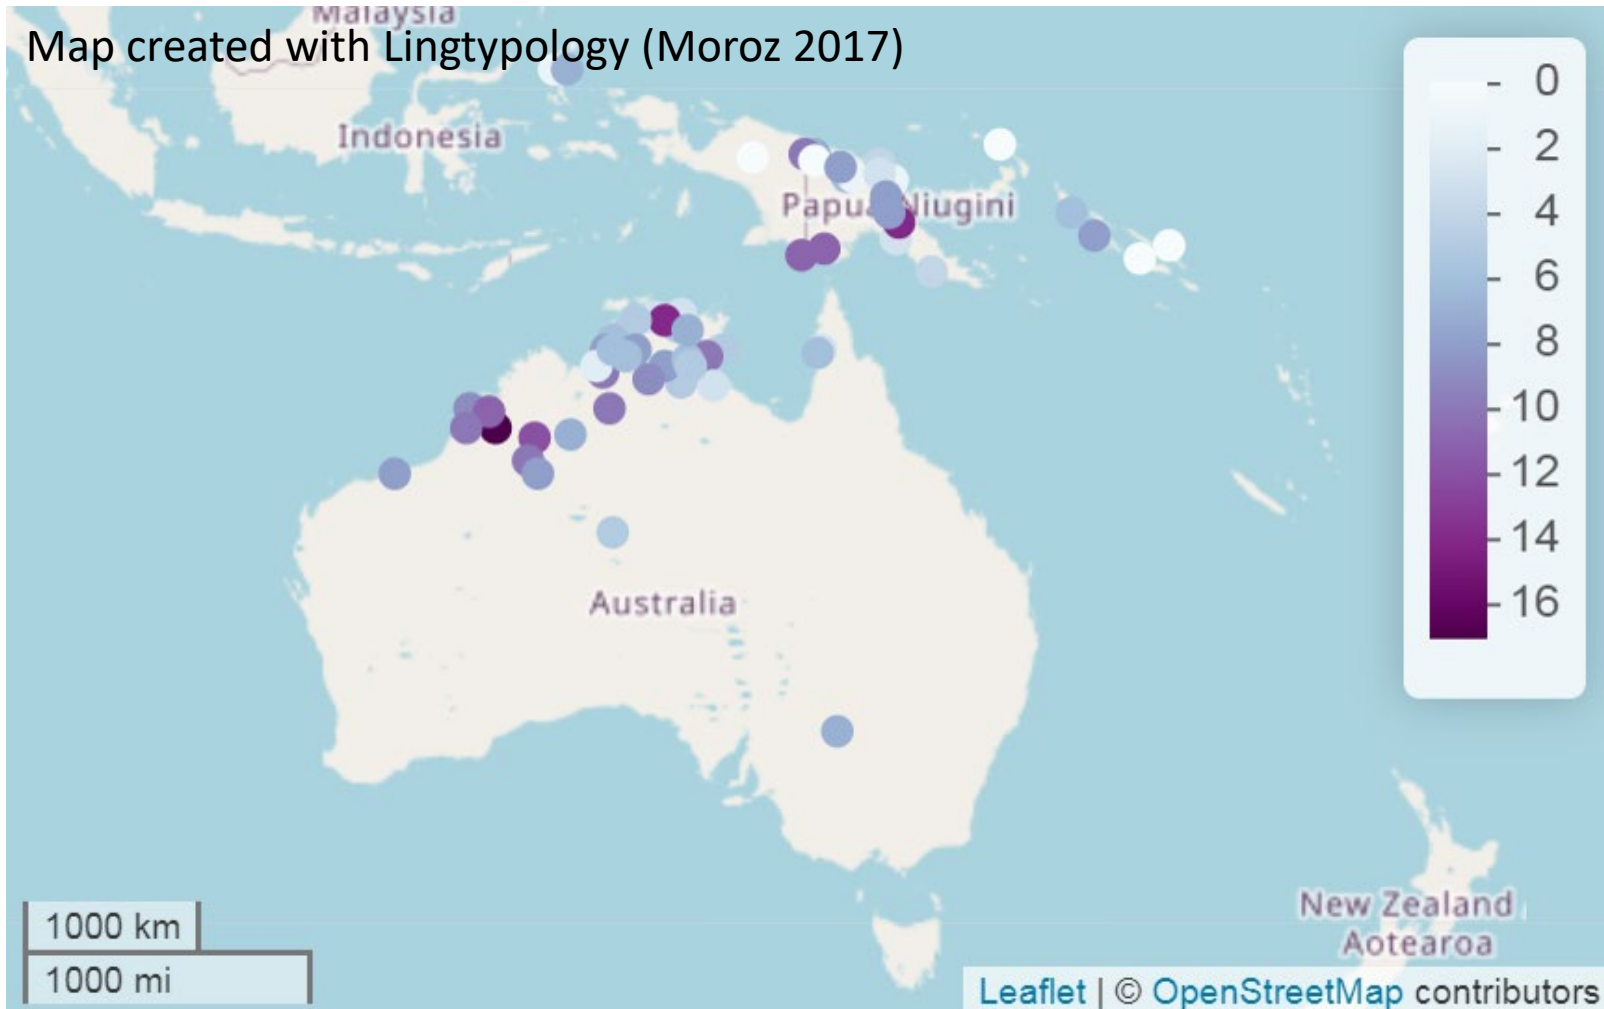 Malaysia
Map created with Lingtypology (Moroz 2017)
Indonesia
Papua Niugini
Australia
New Zealand
Aotearoa
0
2
4
6
8
10
12
14
16
1000 km
1000 mi
Leaflet | © OpenStreetMap contributors